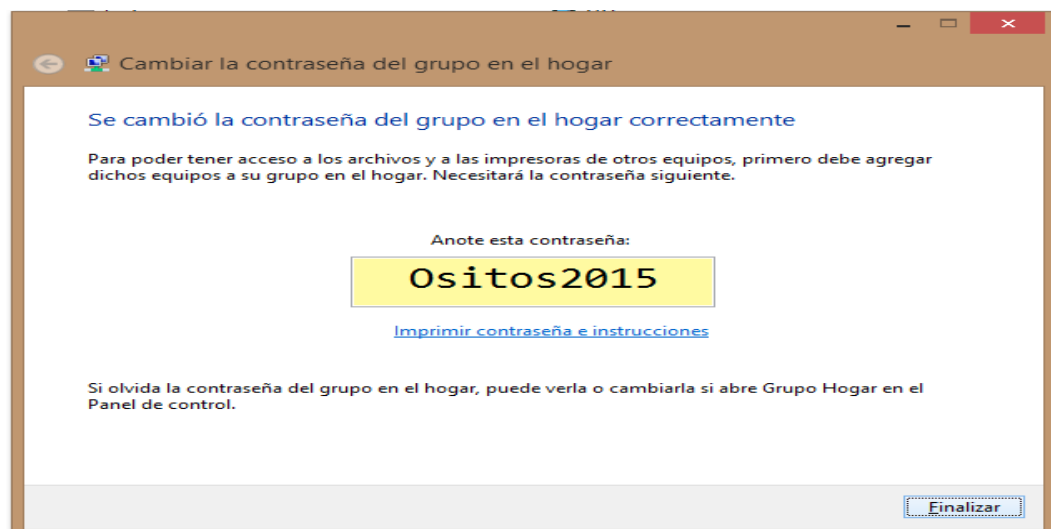 Cambiar la contraseña del grupo en el hogar
Se cambió la contraseña del grupo en el hogar correctamente
Para poder tener acceso a los archivos y a las impresoras de otros equipos, primero debe agregar
dichos equipos a su grupo en el hogar. Necesitará la contraseña siguiente.
Anote esta contraseña:
Ositos2015
Imprimir contraseña e instrucciones
Si olvida la contraseña del grupo en el hogar, puede verla o cambiarla si abre Grupo Hogar en el
Panel de control.
Finalizar